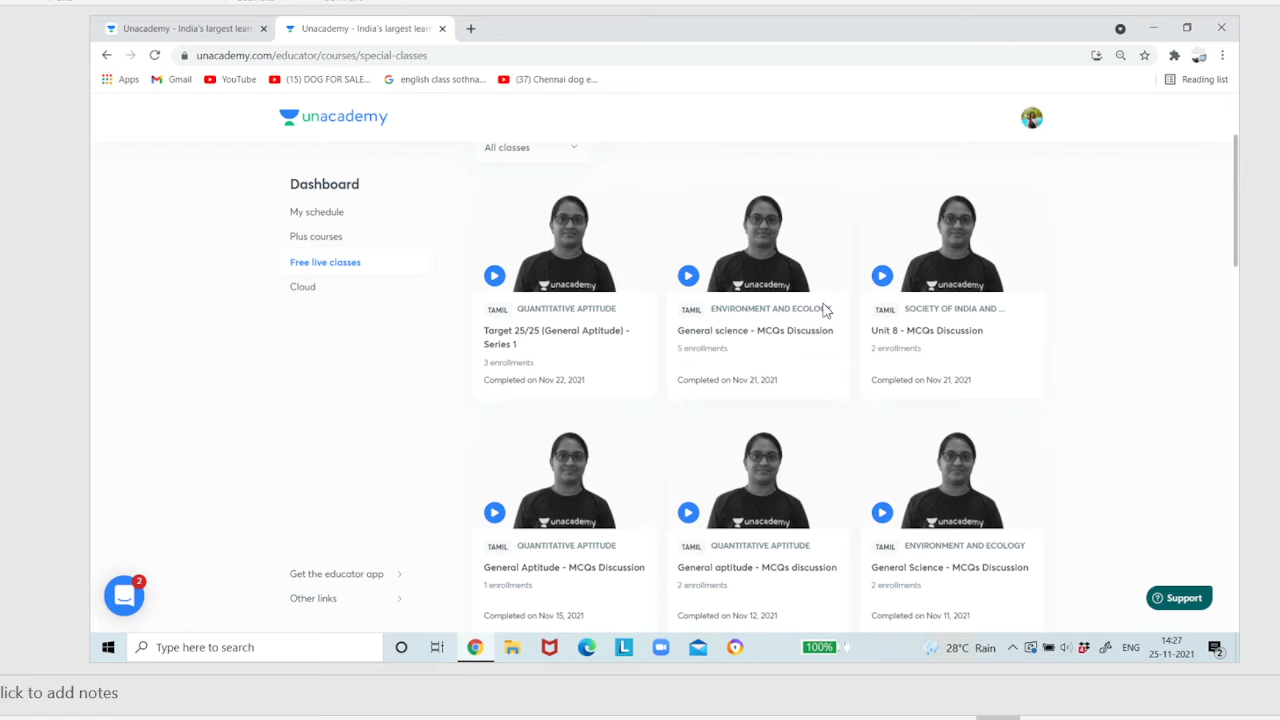 Unacademy - India's largest lear
Unacademy - India's largest lear
unacademy.com/educator/courses/special-classes
Apps
Gmail
YouTube
(15) DOG FOR SALE...
english class sothna...
(37) Chennai dog e...
Reading list
unacademy
All classes
Dashboard
My schedule
Plus courses
Free live classes
Cloud
unacademy
unacademy
unacademy
TAMIL QUANTITATIVE APTITUDE
Target 25/25 (General Aptitude) -
Series 1
3 enrollments
Completed on Nov 22, 2021
TAMIL ENVIRONMENT AND ECOLOGY
General science - MCQs Discussion
5 enrollments
Completed on Nov 21, 2021
TAMIL SOCIETY OF INDIA AND ...
Unit 8 - MCQs Discussion
2 enrollments
Completed on Nov 21, 2021
unacademy
unacademy
unacademy
TAMIL QUANTITATIVE APTITUDE
General Aptitude - MCQs Discussion
1 enrollments
Completed on Nov 15, 2021
TAMIL QUANTITATIVE APTITUDE
General aptitude - MCQs discussion
2 enrollments
Completed on Nov 12, 2021
TAMIL ENVIRONMENT AND ECOLOGY
General Science - MCQs Discussion
2 enrollments
Completed on Nov 11, 2021
Get the educator app
Other links
2
Support
Type here to search
L
100%
28°C Rain
ENG
14:27
25-11-2021
2
lick to add notes